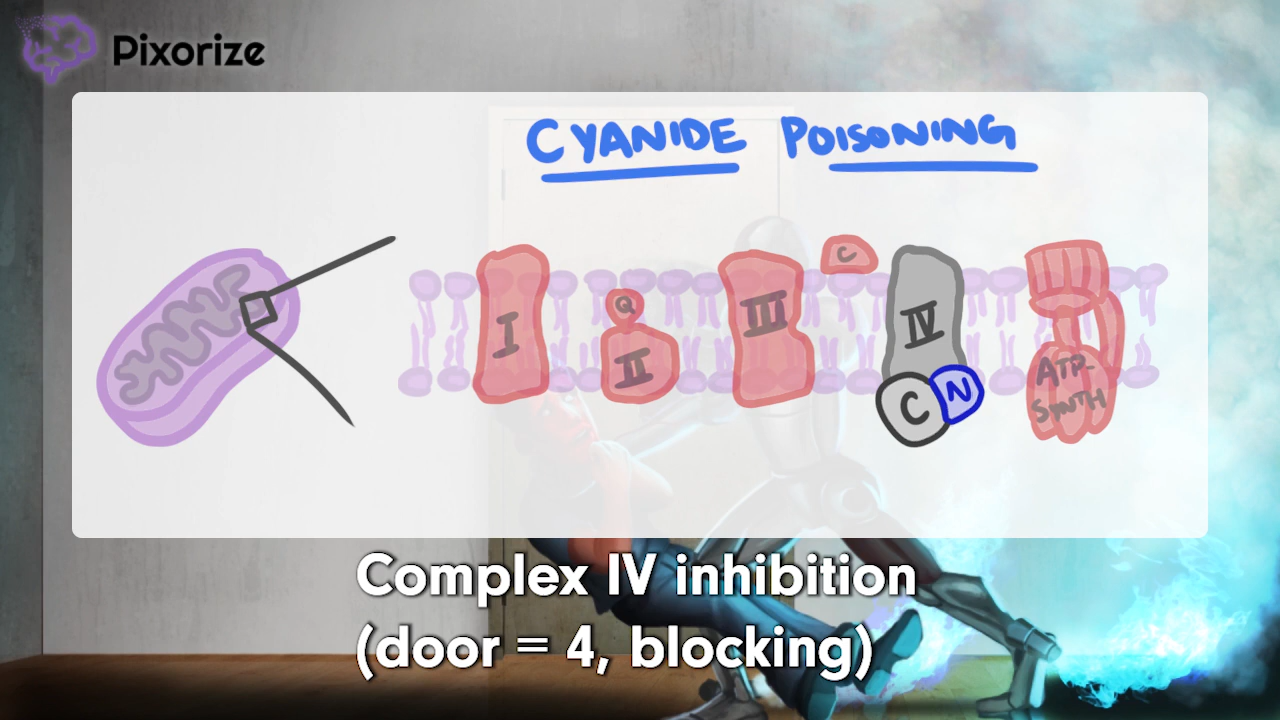 Pixorize
CYANIDE POISONING
I
Q
II
III
C
IV
C
N
ATP-
SYNTH
Complex IV inhibition
(door = 4, blocking)